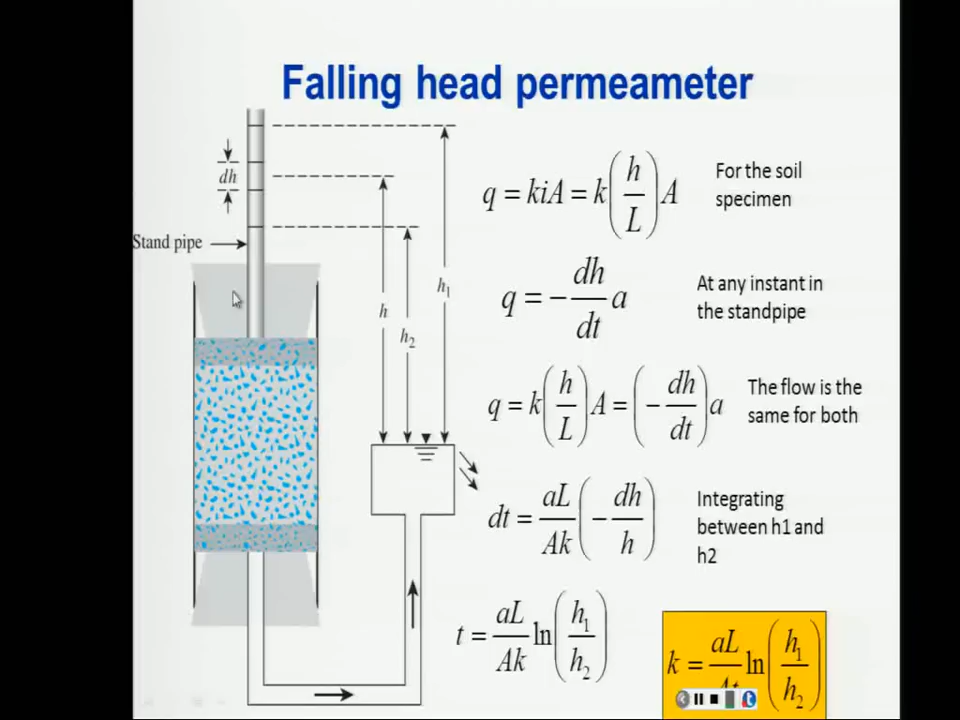 Falling head permeameter
dh
Stand pipe
h
h₂
h₁
q = kiA = k(h/L)A
For the soil
specimen
q = −(dh/dt)a
At any instant in
the standpipe
q = k(h/L)A = (−dh/dt)a
The flow is the
same for both
dt = (aL/Ak)(−dh/h)
Integrating
between h1 and
h2
t = (aL/Ak) ln(h₁/h₂)
k = (aL/At) ln(h₁/h₂)